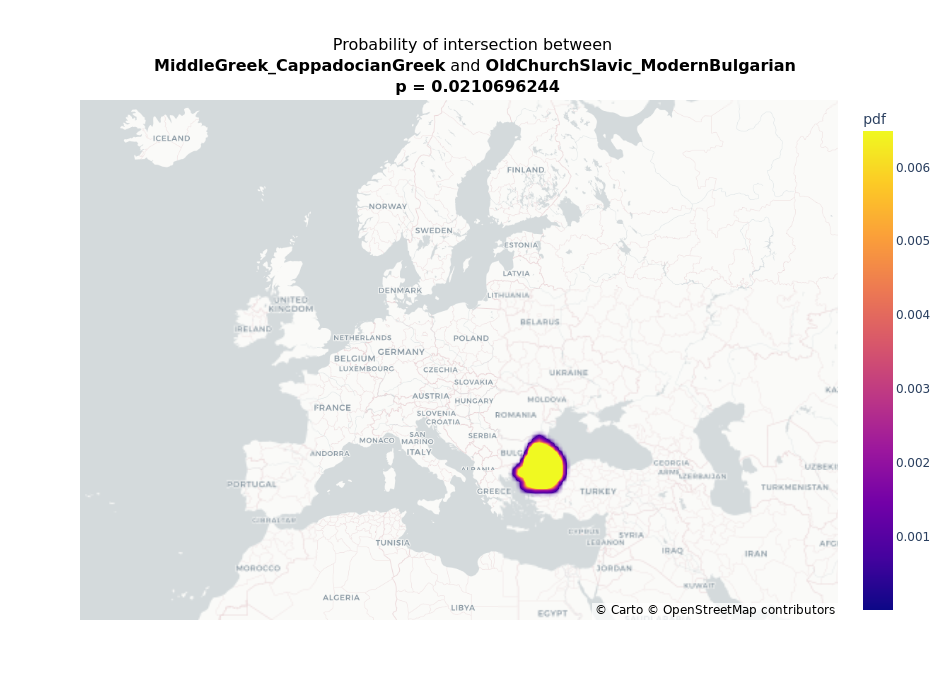 Probability of intersection between
MiddleGreek_CappadocianGreek and OldChurchSlavic_ModernBulgarian
p = 0.0210696244
pdf
ICELAND
FINLAND
NORWAY
SWEDEN
ESTONIA
LATVIA
DENMARK
LITHUANIA
UNITED
KINGDOM
IRELAND
BELARUS
NETHERLANDS
POLAND
GERMANY
BELGIUM
LUXEMBOURG
CZECHIA
UKRAINE
SLOVAKIA
AUSTRIA
HUNGARY
MOLDOVA
FRANCE
SLOVENIA
CROATIA
ROMANIA
SAN
MARINO
MONACO
SERBIA
ITALY
ANDORRA
BULG
ALBANIA
GEORGIA
ARME
AZERBAIJAN
UZBEKI
KA
PORTUGAL
GREECE
TURKEY
TURKMENISTAN
GIBRALTAR
CYPRUS
LEBANON
SYRIA
TUNISIA
IRAQ
IRAN
AFG
MOROCCO
JORDAN
KUWAIT
ALGERIA
LIBYA
EGYPT
SAUDI ARABIA
© Carto © OpenStreetMap contributors
0.006
0.005
0.004
0.003
0.002
0.001